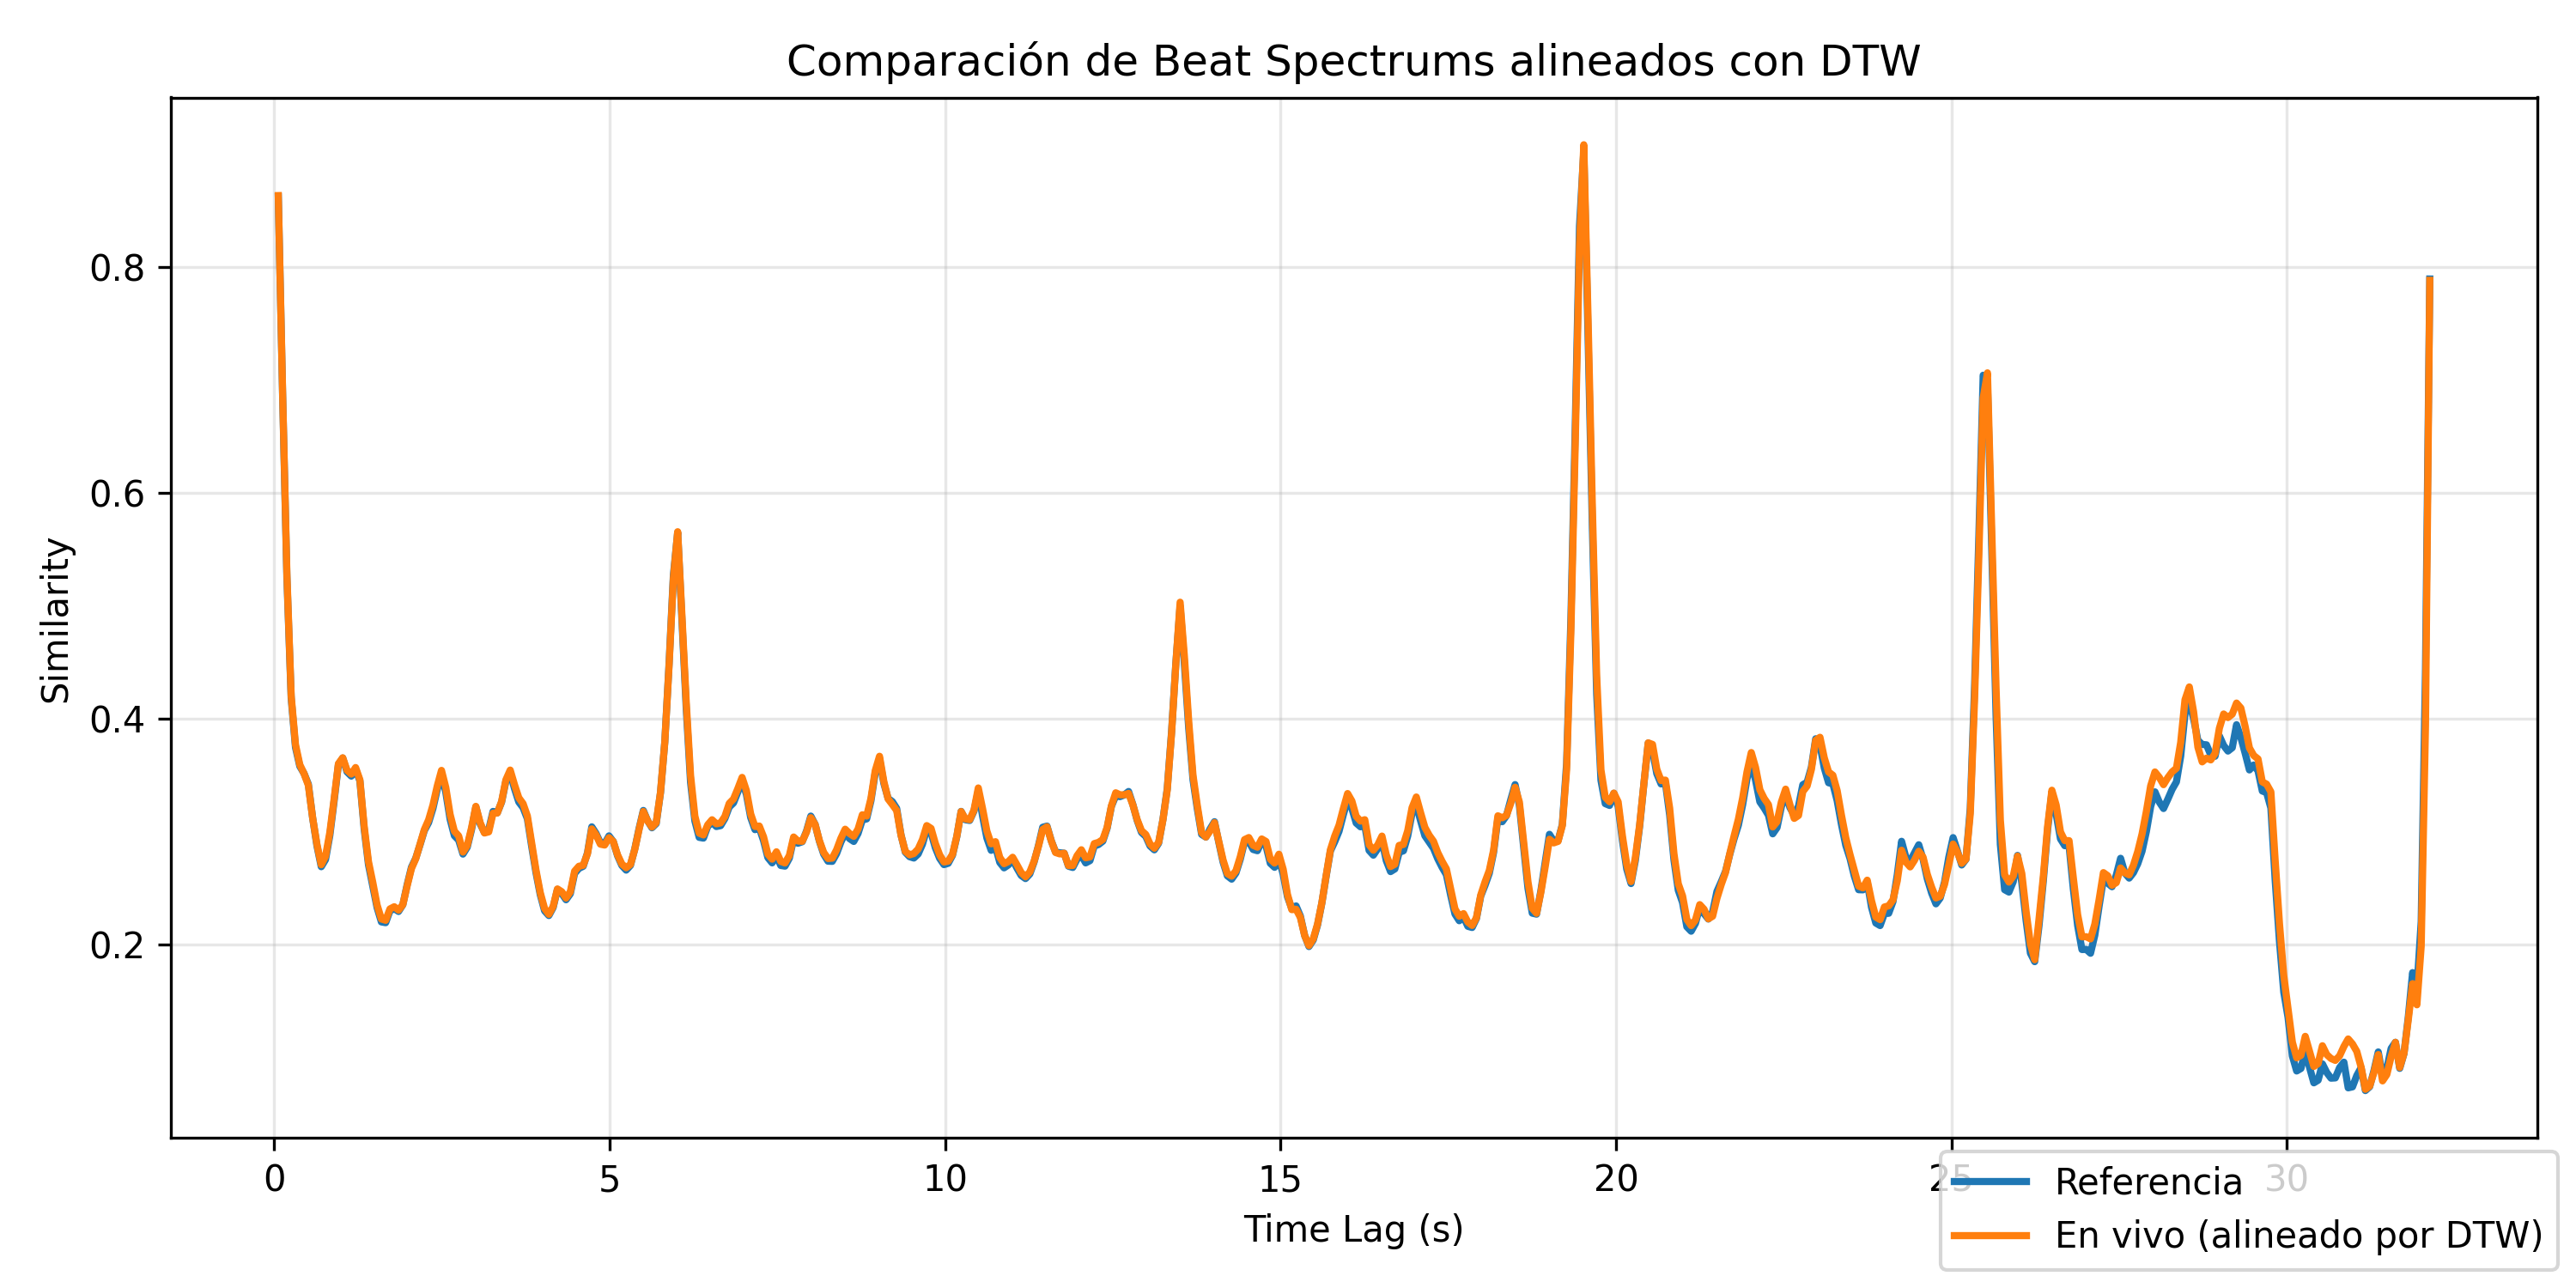 Comparación de Beat Spectrums alineados con DTW
Similarity
0.8
0.6
0.4
0.2
0 5 10 15 20 25 30
Time Lag (s)
Referencia
En vivo (alineado por DTW)